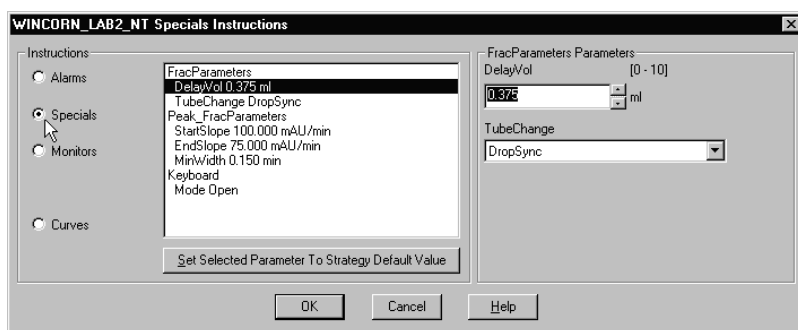 WINCORN_LAB2_NT Specials Instructions
Instructions
Alarms
Specials
Monitors
Curves
FracParameters
DelayVol 0.375 ml
TubeChange DropSync
Peak_FracParameters
StartSlope 100.000 mAU/min
EndSlope 75.000 mAU/min
MinWidth 0.150 min
Keyboard
Mode Open
Set Selected Parameter To Strategy Default Value
FracParameters Parameters
DelayVol [0 - 10]
0.375 ml
TubeChange
DropSync
OK Cancel Help